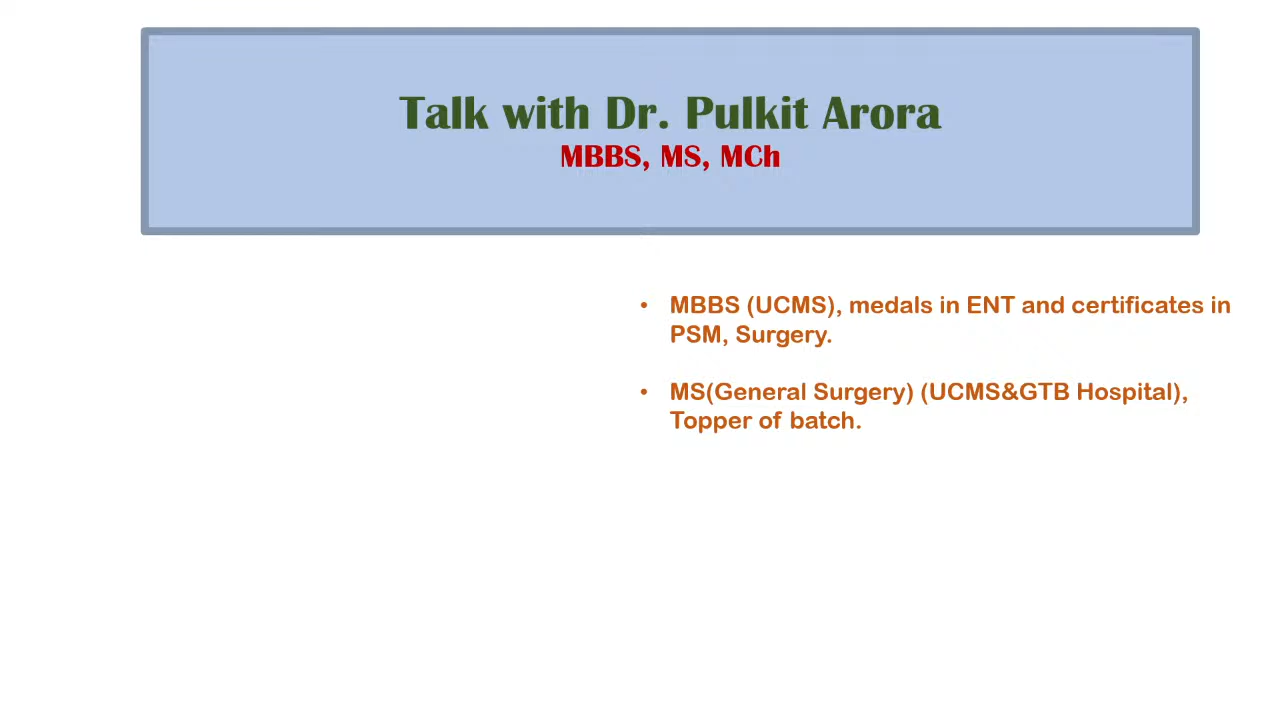 Talk with Dr. Pulkit Arora
MBBS, MS, MCh
• MBBS (UCMS), medals in ENT and certificates in
PSM, Surgery.
• MS(General Surgery) (UCMS&GTB Hospital),
Topper of batch.